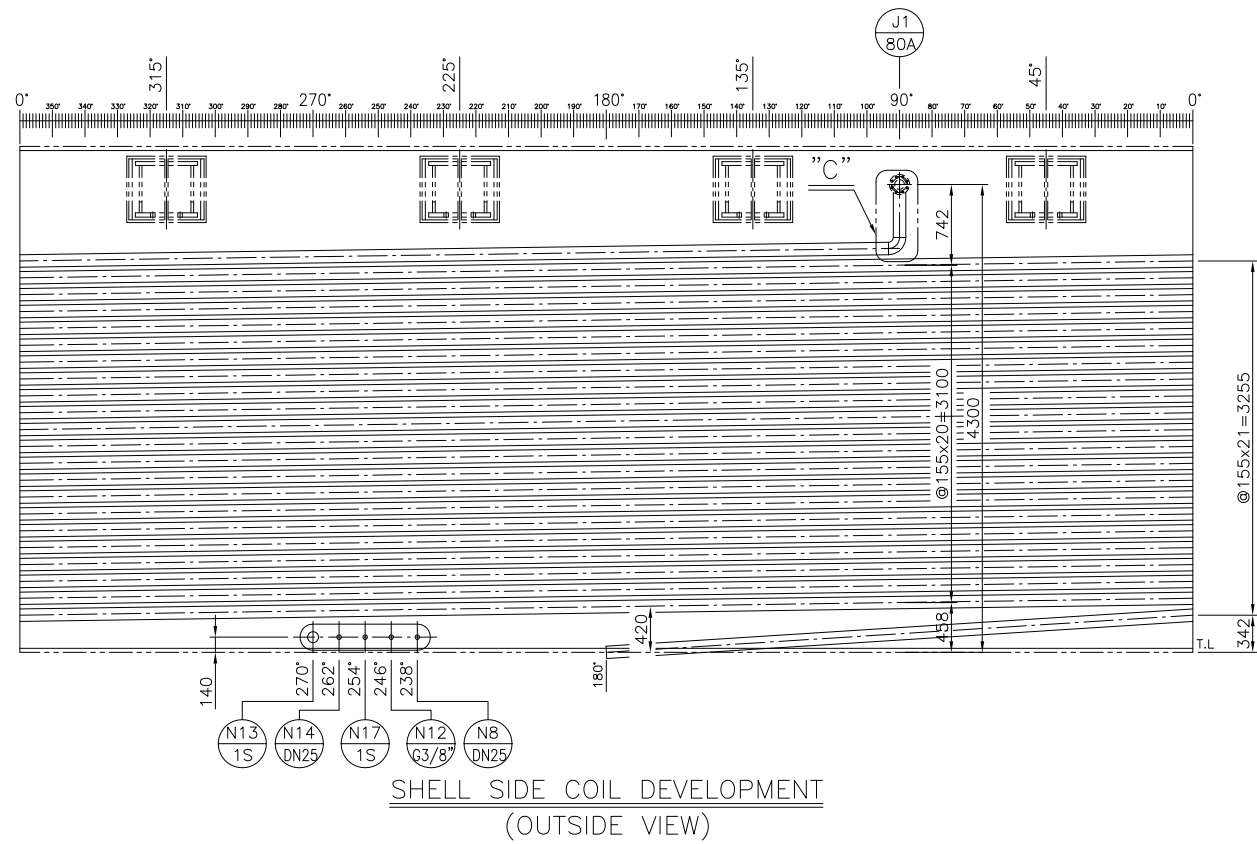 J1
80A
315°
225°
135°
45°
0° 350° 340° 330° 320° 310° 300° 290° 280° 270° 260° 250° 240° 230° 220° 210° 200° 190° 180° 170° 160° 150° 140° 130° 120° 110° 100° 90° 80° 70° 60° 50° 40° 30° 20° 10° 0°
"C"
742
@155x20=3100
4300
@155x21=3255
420
458
342
T.L
140
270°
262°
254°
246°
238°
180°
N13
1S
N14
DN25
N17
1S
N12
G3/8"
N8
DN25
SHELL SIDE COIL DEVELOPMENT
(OUTSIDE VIEW)